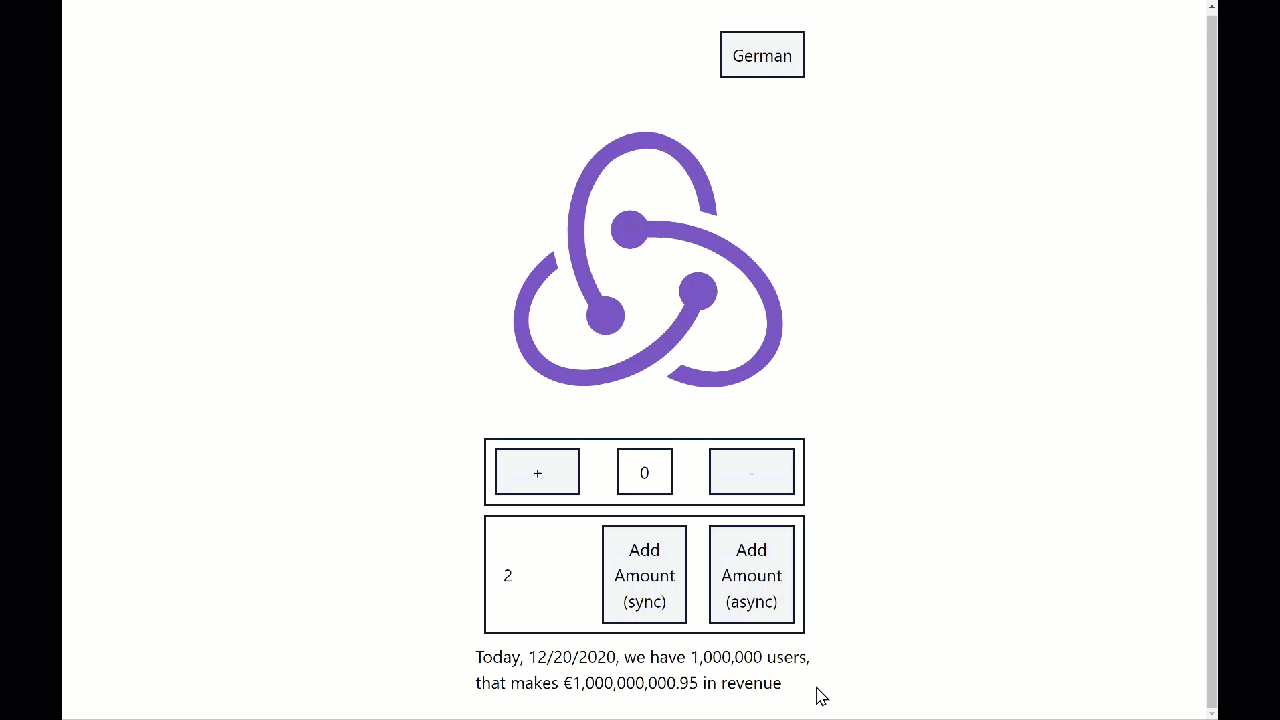 German
+
0
-
2
Add
Amount
(sync)
Add
Amount
(async)
Today, 12/20/2020, we have 1,000,000 users,
that makes €1,000,000,000.95 in revenue